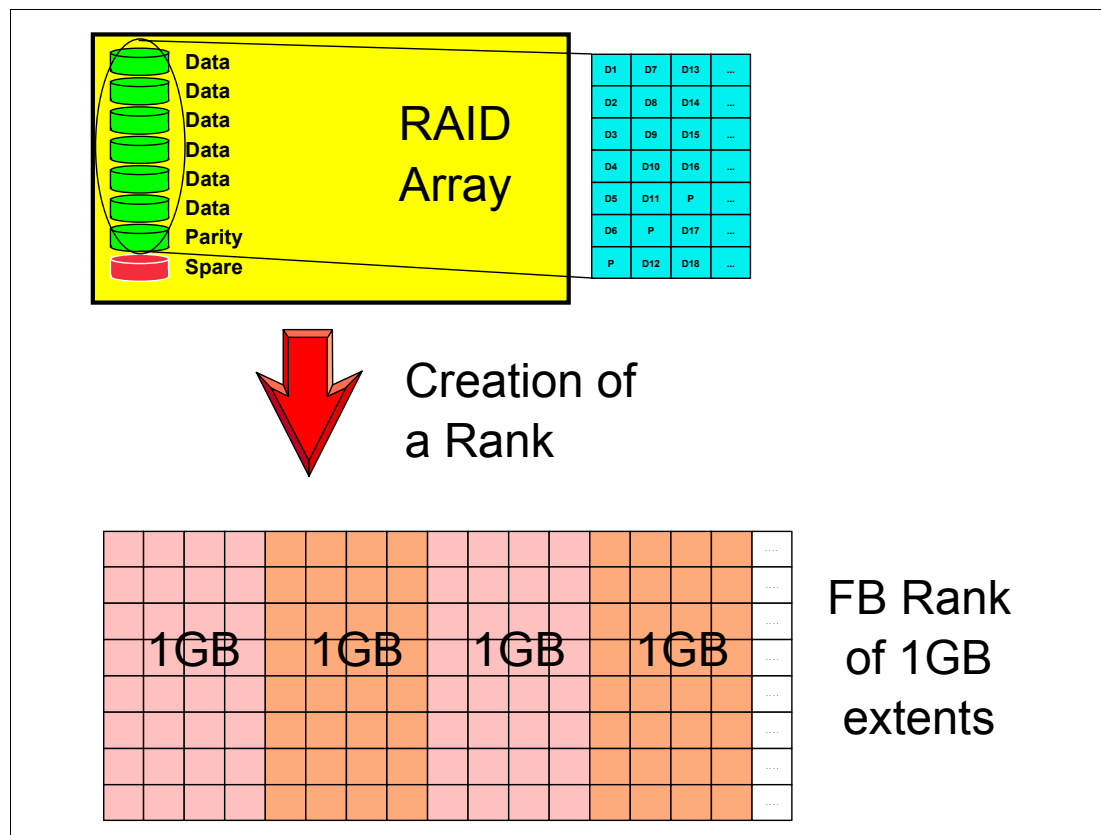 Data
Data
Data
Data
Data
Data
Parity
Spare
RAID
Array
D1 D7 D13 ...
D2 D8 D14 ...
D3 D9 D15 ...
D4 D10 D16 ...
D5 D11 P ...
D6 P D17 ...
P D12 D18 ...
Creation of
a Rank
1GB 1GB 1GB 1GB
....
....
....
....
....
....
....
....
FB Rank
of 1GB
extents